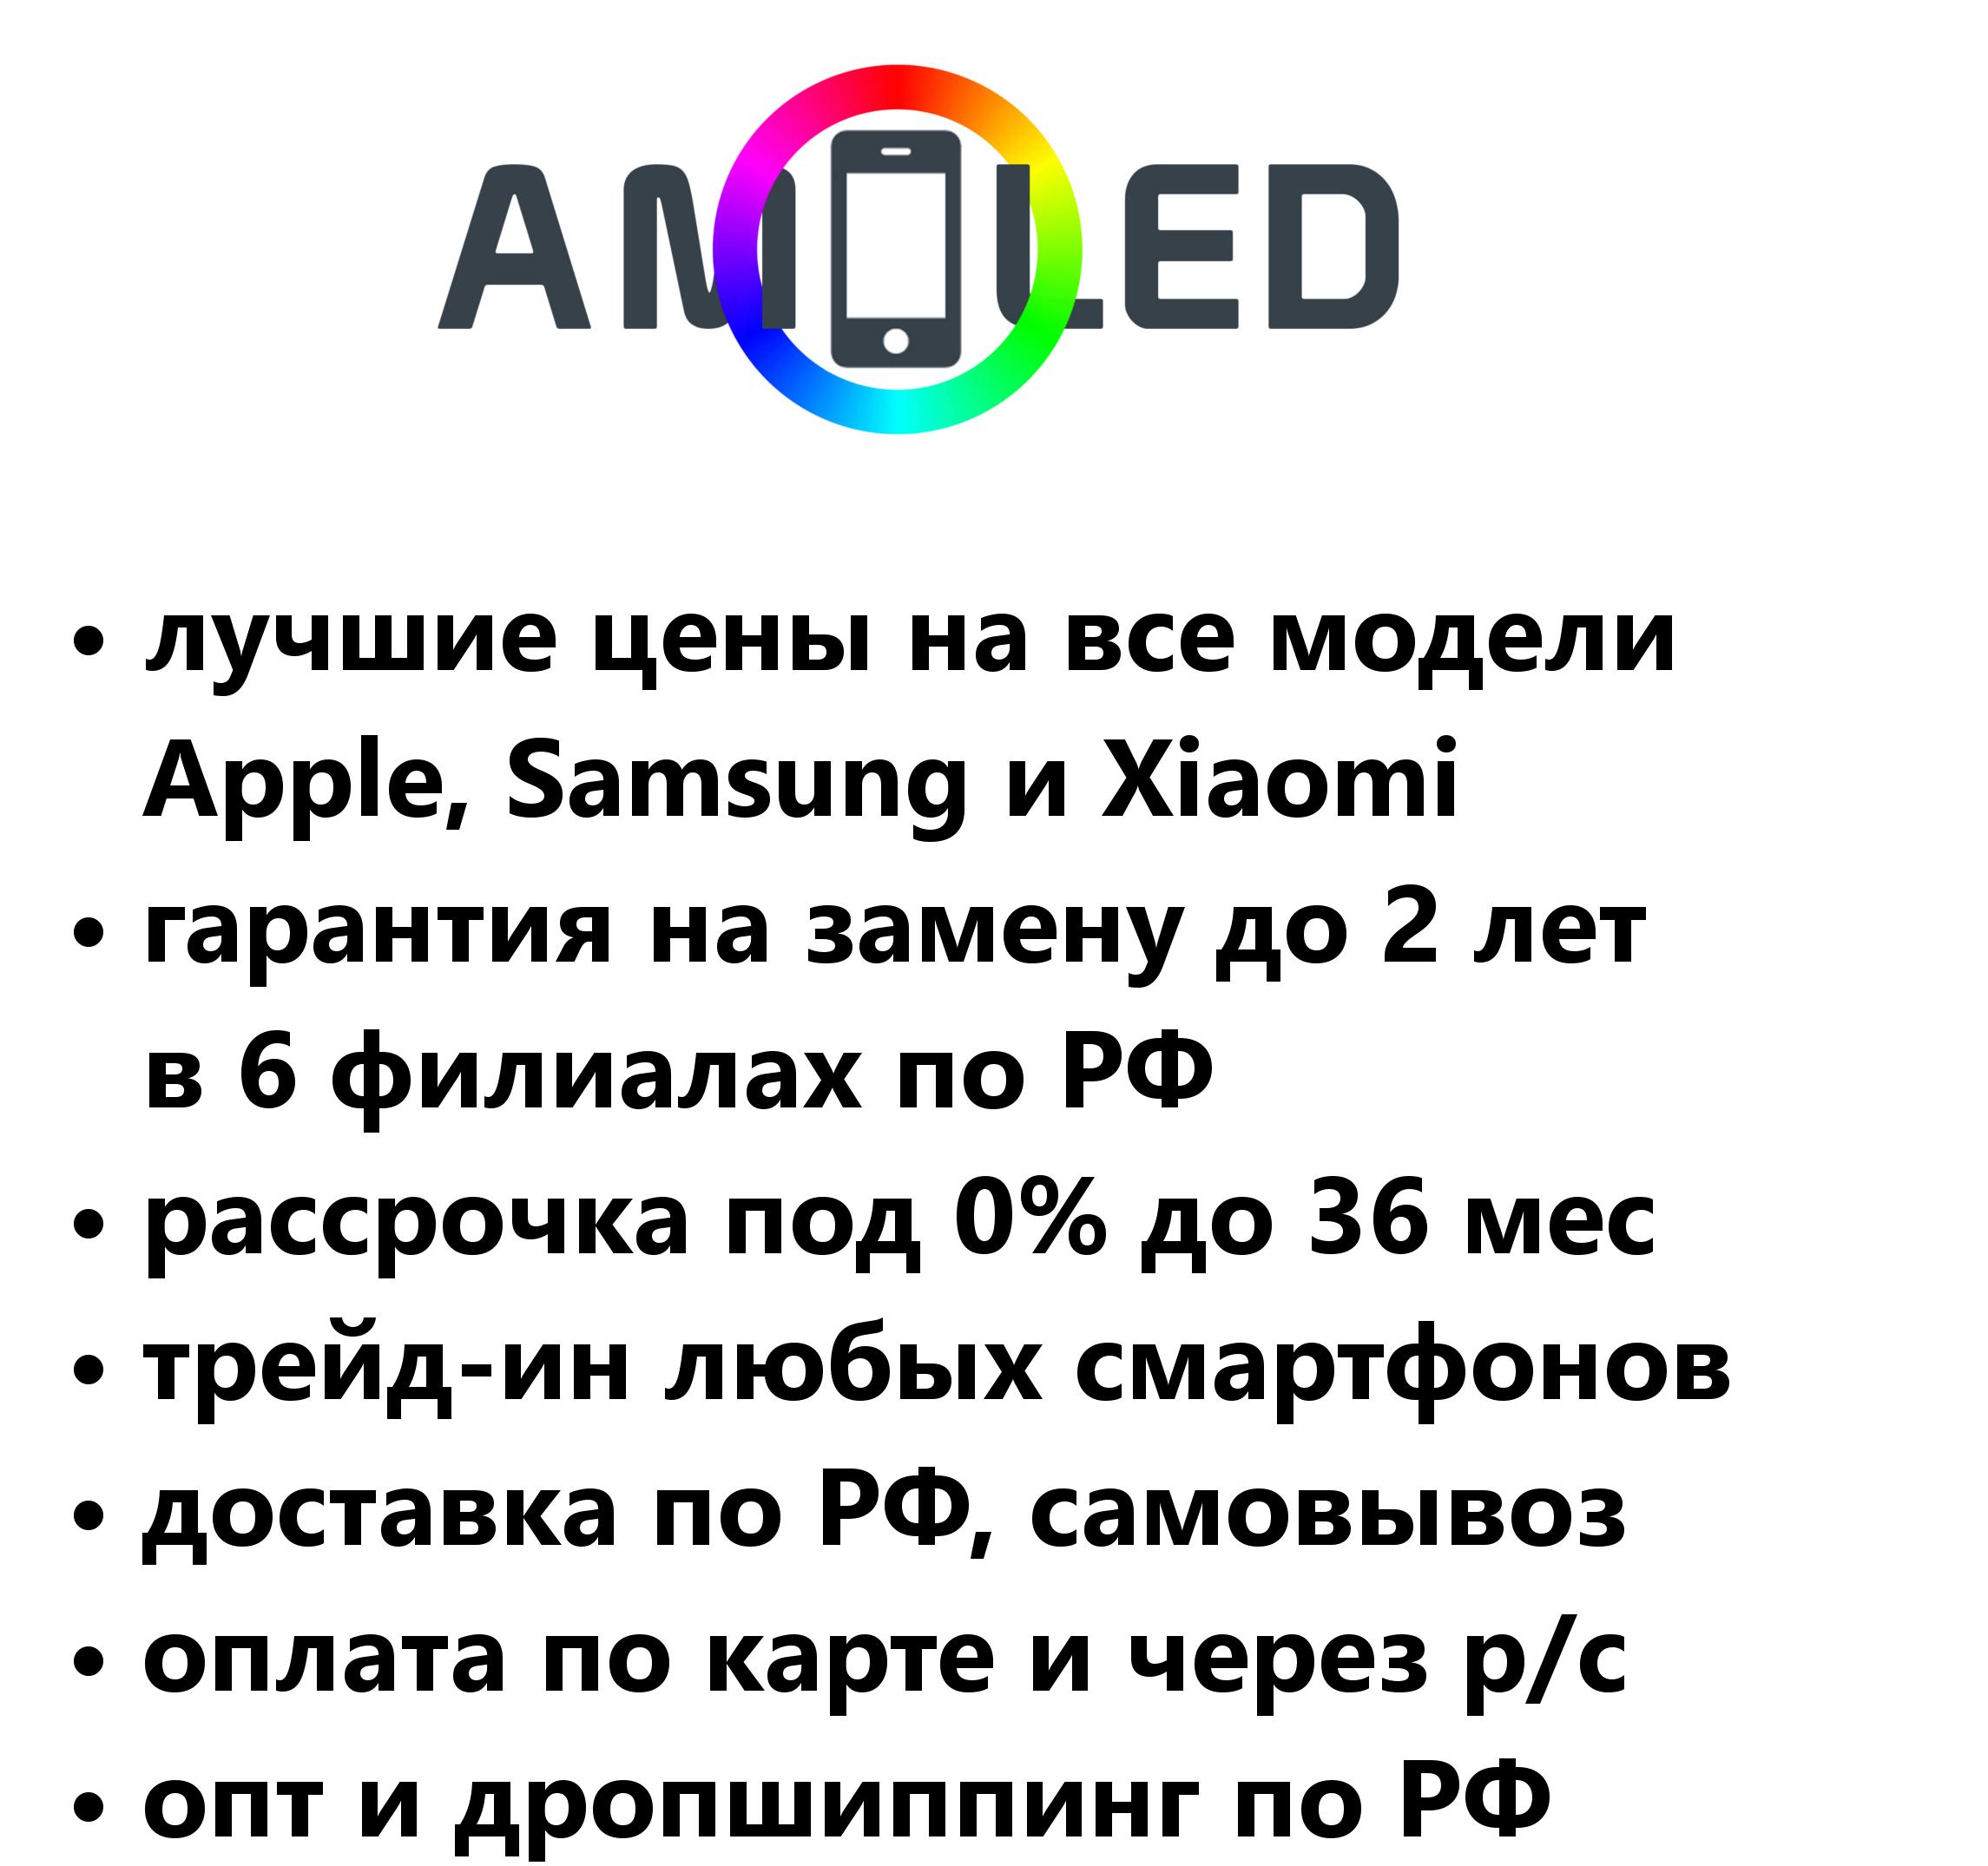 AMOLED
• лучшие цены на все модели
Apple, Samsung и Xiaomi
• гарантия на замену до 2 лет
в 6 филиалах по РФ
• рассрочка под 0% до 36 мес
• трейд-ин любых смартфонов
• доставка по РФ, самовывоз
• оплата по карте и через р/с
• опт и дропшиппинг по РФ